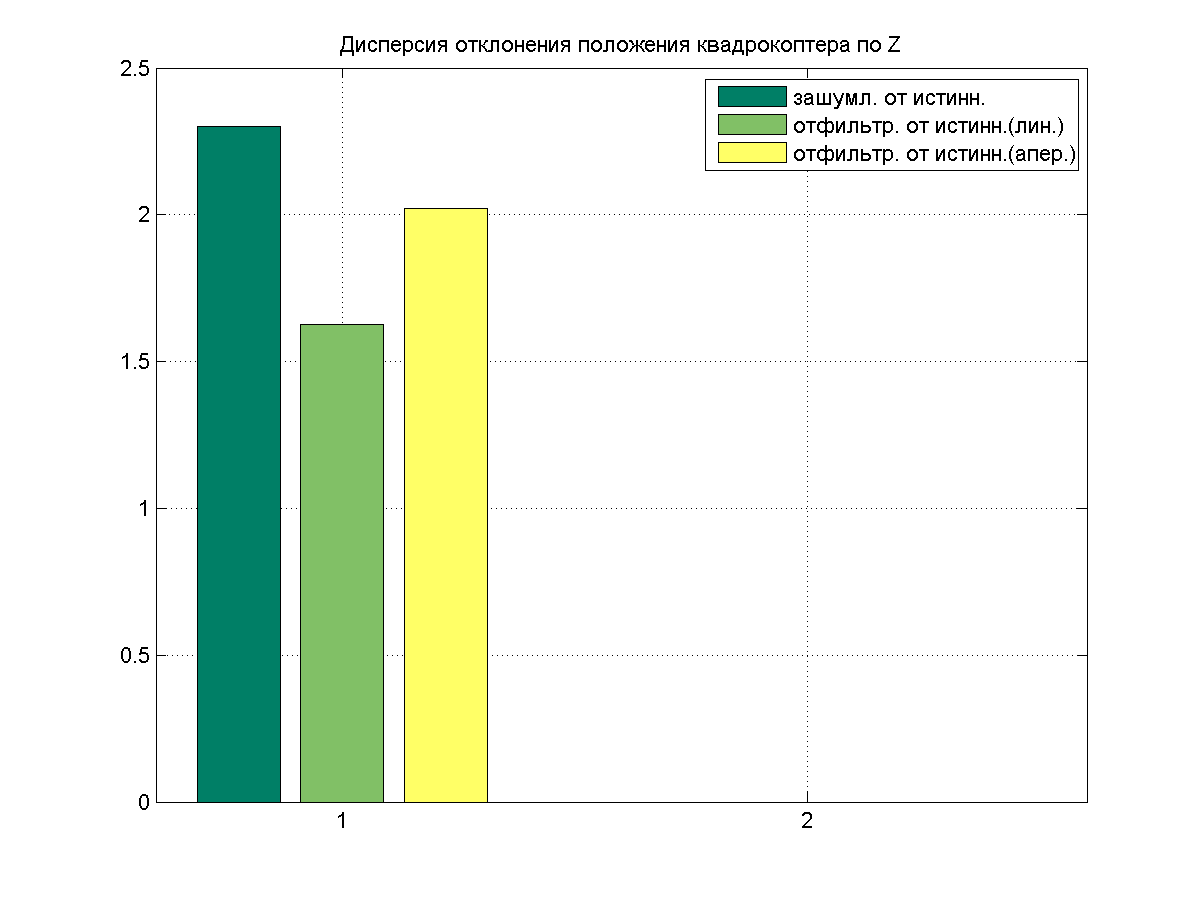 Дисперсия отклонения положения квадрокоптера по Z
2.5
зашумл. от истинн.
отфильтр. от истинн.(лин.)
отфильтр. от истинн.(апер.)
2
1.5
1
0.5
0
1
2